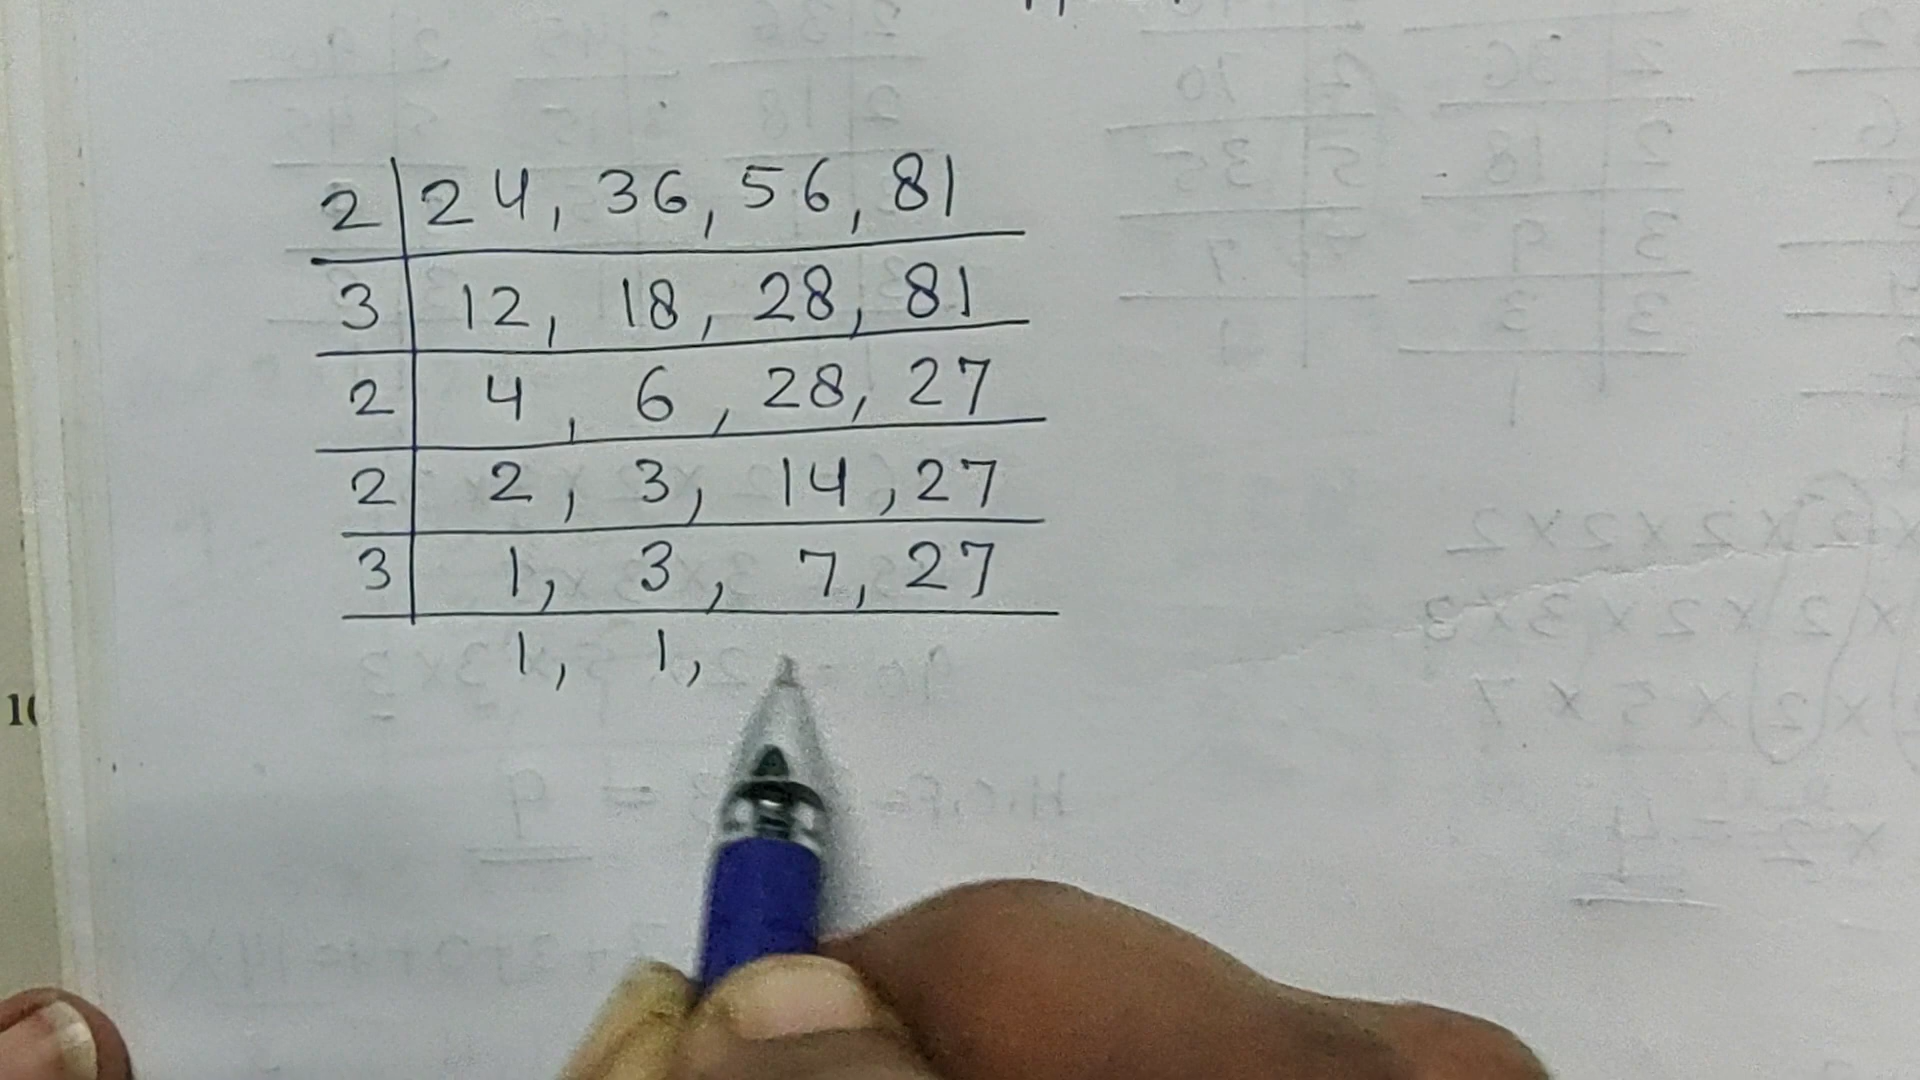 2 | 24, 36, 56, 81
3 | 12, 18, 28, 81
2 | 4, 6, 28, 27
2 | 2, 3, 14, 27
3 | 1, 3, 7, 27
1, 1,